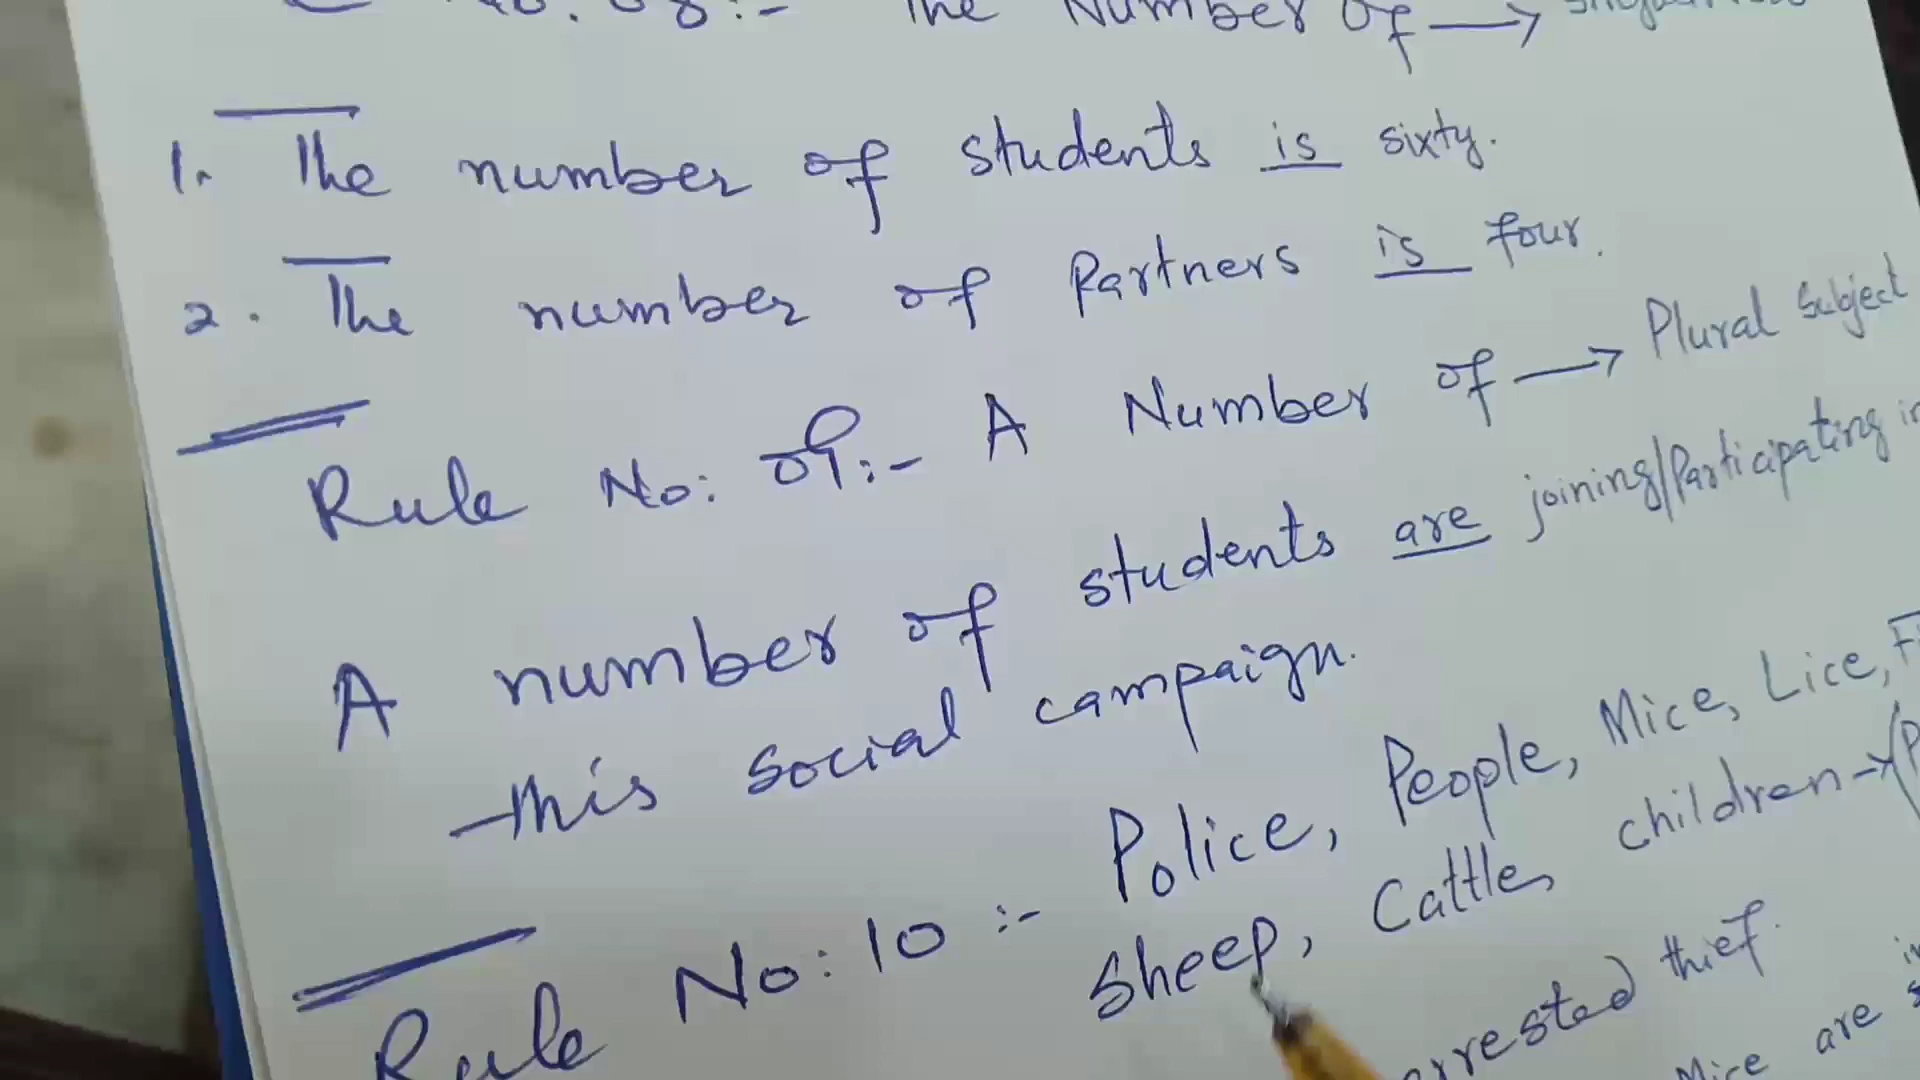 The Number of →
1. The number of students is sixty.
2. The number of Partners is four.
Rule No: 09:- A Number of → Plural Subject
A number of students are joining/Participating in
this social campaign.
Rule No: 10 :- Police, People, Mice, Lice,
Sheep, Cattle, children →
arrested thief.
Mice are